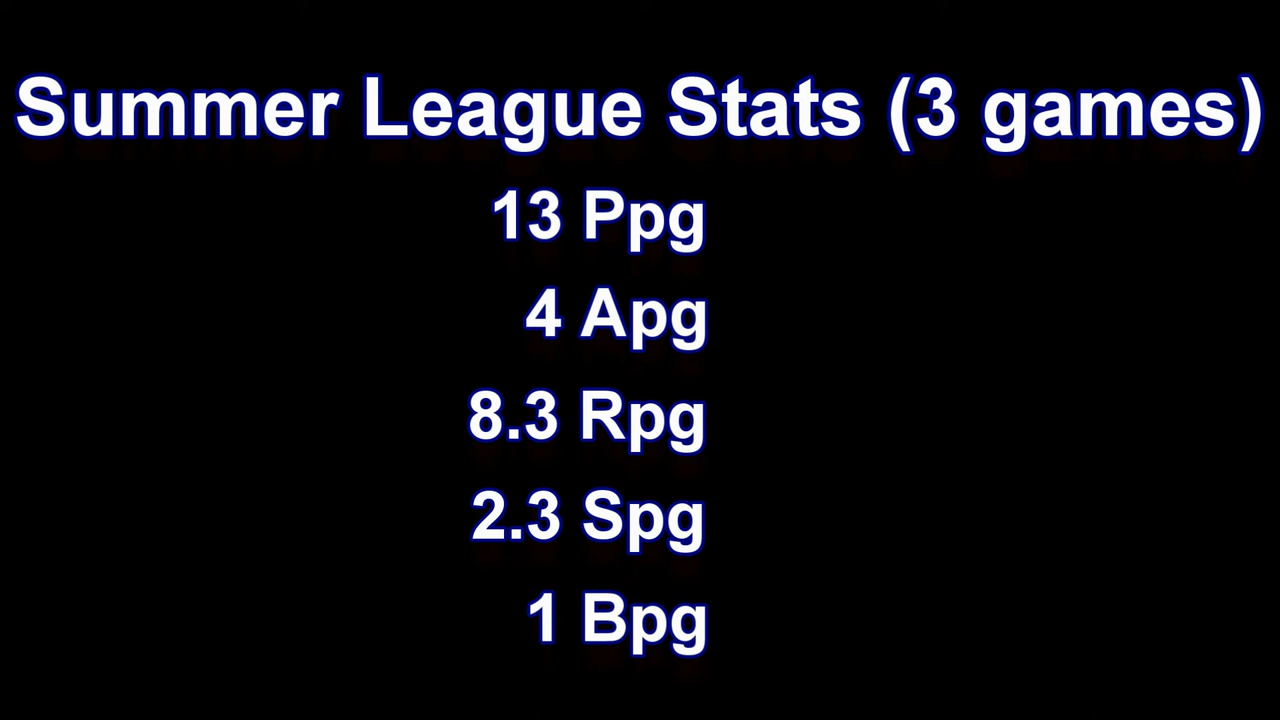 Summer League Stats (3 games)
13 Ppg
4 Apg
8.3 Rpg
2.3 Spg
1 Bpg